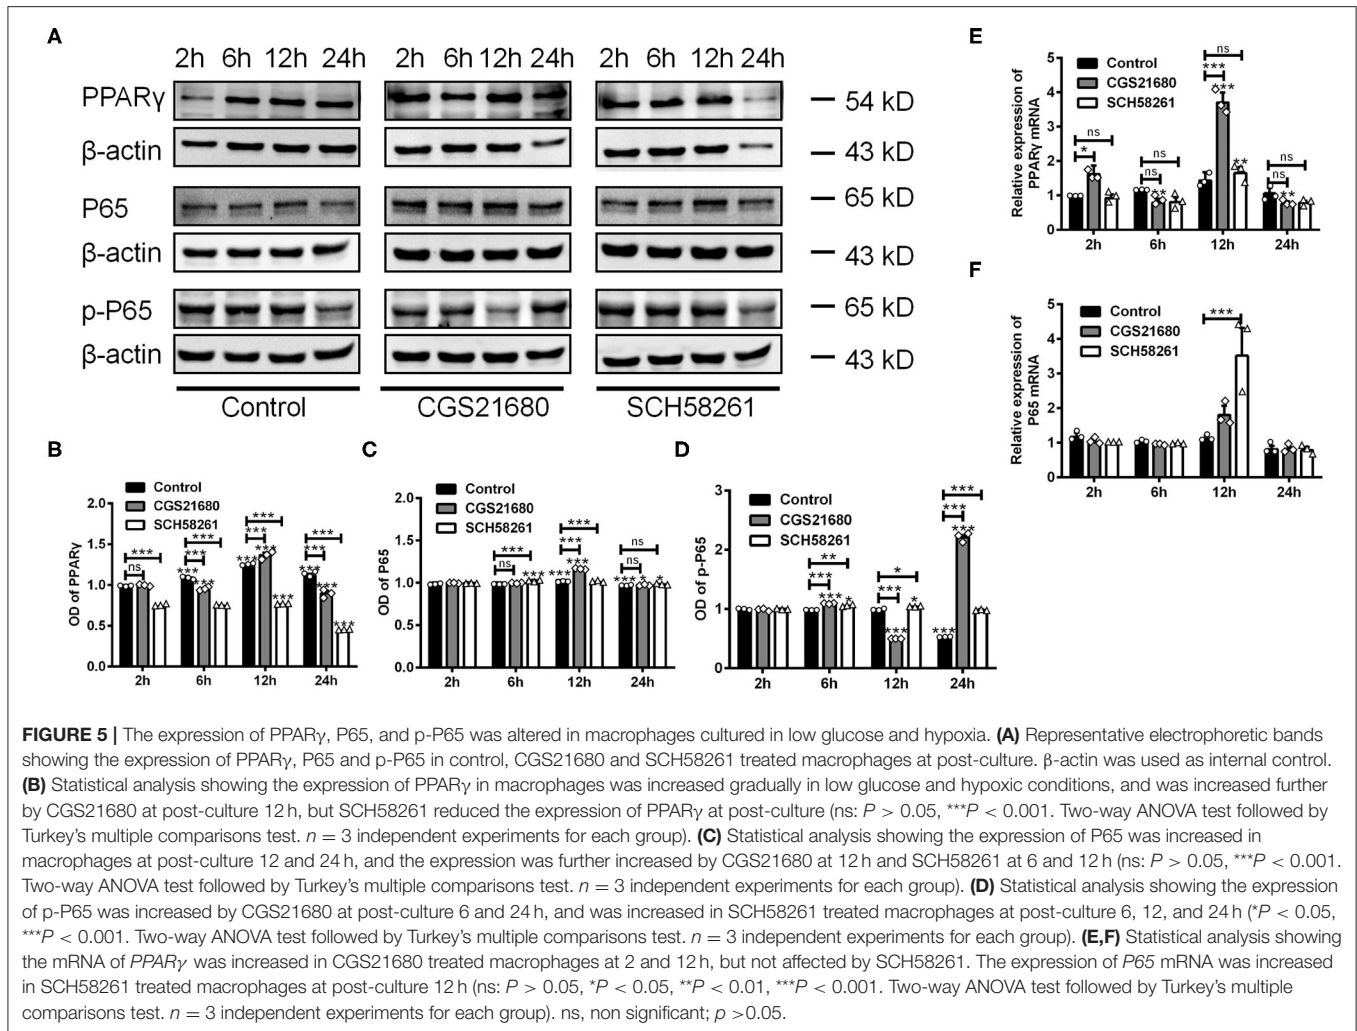 A
2h 6h 12h 24h 2h 6h 12h 24h 2h 6h 12h 24h
PPARγ — 54 kD
β-actin — 43 kD
P65 — 65 kD
β-actin — 43 kD
p-P65 — 65 kD
β-actin — 43 kD
Control CGS21680 SCH58261
B
Control
CGS21680
SCH58261
OD of PPARγ
2.0
1.5
1.0
0.5
0.0
ns *** *** *** *** *** *** *** *** *** *** *** *** *** *** ***
2h 6h 12h 24h
C
Control
CGS21680
SCH58261
OD of P65
2.0
1.5
1.0
0.5
0.0
ns *** *** *** *** *** *** ns ns *** * *
2h 6h 12h 24h
D
Control
CGS21680
SCH58261
OD of p-P65
3
2
1
0
** *** *** * * *** *** * *** *** *** ***
2h 6h 12h 24h
E
Control
CGS21680
SCH58261
Relative expression of
PPARγ mRNA
5
4
3
2
1
0
ns * ns ns ** ns *** *** ** ns ns **
2h 6h 12h 24h
F
Control
CGS21680
SCH58261
Relative expression of
P65 mRNA
5
4
3
2
1
0
***
2h 6h 12h 24h
FIGURE 5 | The expression of PPARγ, P65, and p-P65 was altered in macrophages cultured in low glucose and hypoxia. (A) Representative electrophoretic bands
showing the expression of PPARγ, P65 and p-P65 in control, CGS21680 and SCH58261 treated macrophages at post-culture. β-actin was used as internal control.
(B) Statistical analysis showing the expression of PPARγ in macrophages was increased gradually in low glucose and hypoxic conditions, and was increased further
by CGS21680 at post-culture 12 h, but SCH58261 reduced the expression of PPARγ at post-culture (ns: P > 0.05, ***P < 0.001. Two-way ANOVA test followed by
Turkey's multiple comparisons test. n = 3 independent experiments for each group). (C) Statistical analysis showing the expression of P65 was increased in
macrophages at post-culture 12 and 24 h, and the expression was further increased by CGS21680 at 12 h and SCH58261 at 6 and 12 h (ns: P > 0.05, ***P < 0.001.
Two-way ANOVA test followed by Turkey's multiple comparisons test. n = 3 independent experiments for each group). (D) Statistical analysis showing the expression
of p-P65 was increased by CGS21680 at post-culture 6 and 24 h, and was increased in SCH58261 treated macrophages at post-culture 6, 12, and 24 h (*P < 0.05,
***P < 0.001. Two-way ANOVA test followed by Turkey's multiple comparisons test. n = 3 independent experiments for each group). (E,F) Statistical analysis showing
the mRNA of PPARγ was increased in CGS21680 treated macrophages at 2 and 12 h, but not affected by SCH58261. The expression of P65 mRNA was increased
in SCH58261 treated macrophages at post-culture 12 h (ns: P > 0.05, *P < 0.05, **P < 0.01, ***P < 0.001. Two-way ANOVA test followed by Turkey's multiple
comparisons test. n = 3 independent experiments for each group). ns, non significant; p >0.05.